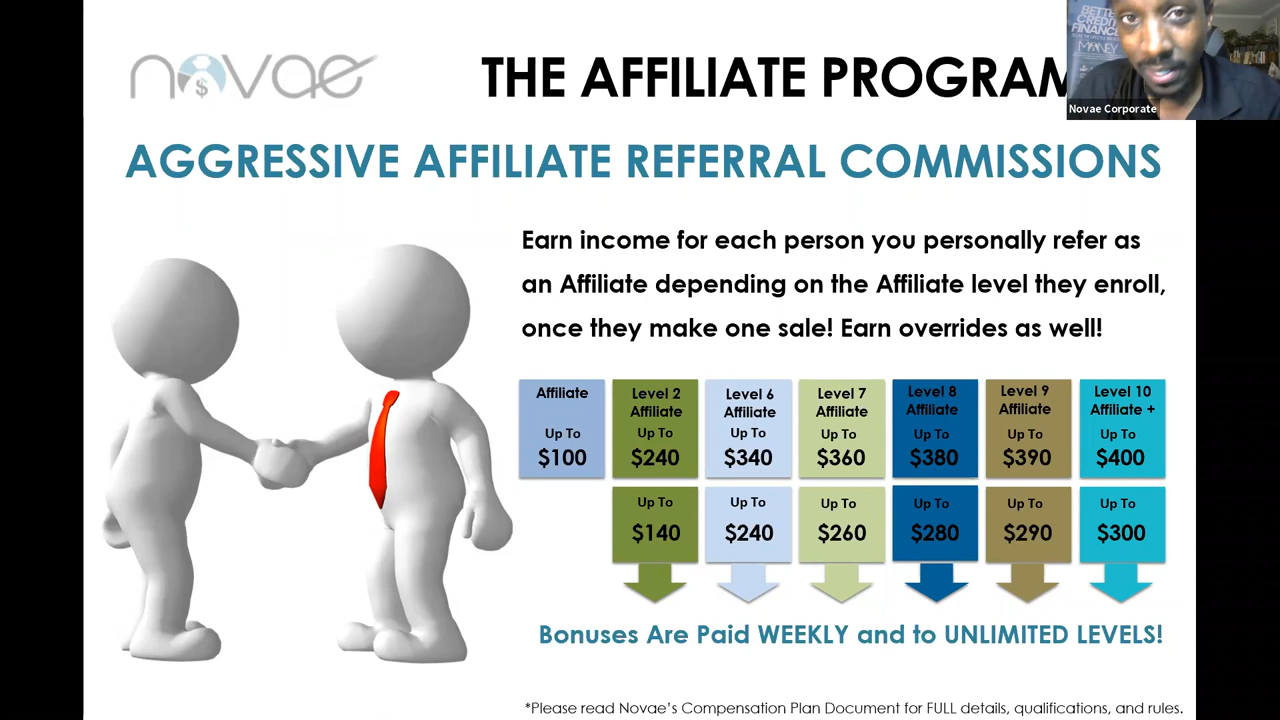 novae
$
THE AFFILIATE PROGRAM
BETTE
CREDIT
FINANCE
MONEY
Novae Corporate
AGGRESSIVE AFFILIATE REFERRAL COMMISSIONS
Earn income for each person you personally refer as
an Affiliate depending on the Affiliate level they enroll,
once they make one sale! Earn overrides as well!
Affiliate
Up To
$100
Level 2
Affiliate
Up To
$240
Level 6
Affiliate
Up To
$340
Level 7
Affiliate
Up To
$360
Level 8
Affiliate
Up To
$380
Level 9
Affiliate
Up To
$390
Level 10
Affiliate +
Up To
$400
Up To
$140
Up To
$240
Up To
$260
Up To
$280
Up To
$290
Up To
$300
Bonuses Are Paid WEEKLY and to UNLIMITED LEVELS!
*Please read Novae’s Compensation Plan Document for FULL details, qualifications, and rules.